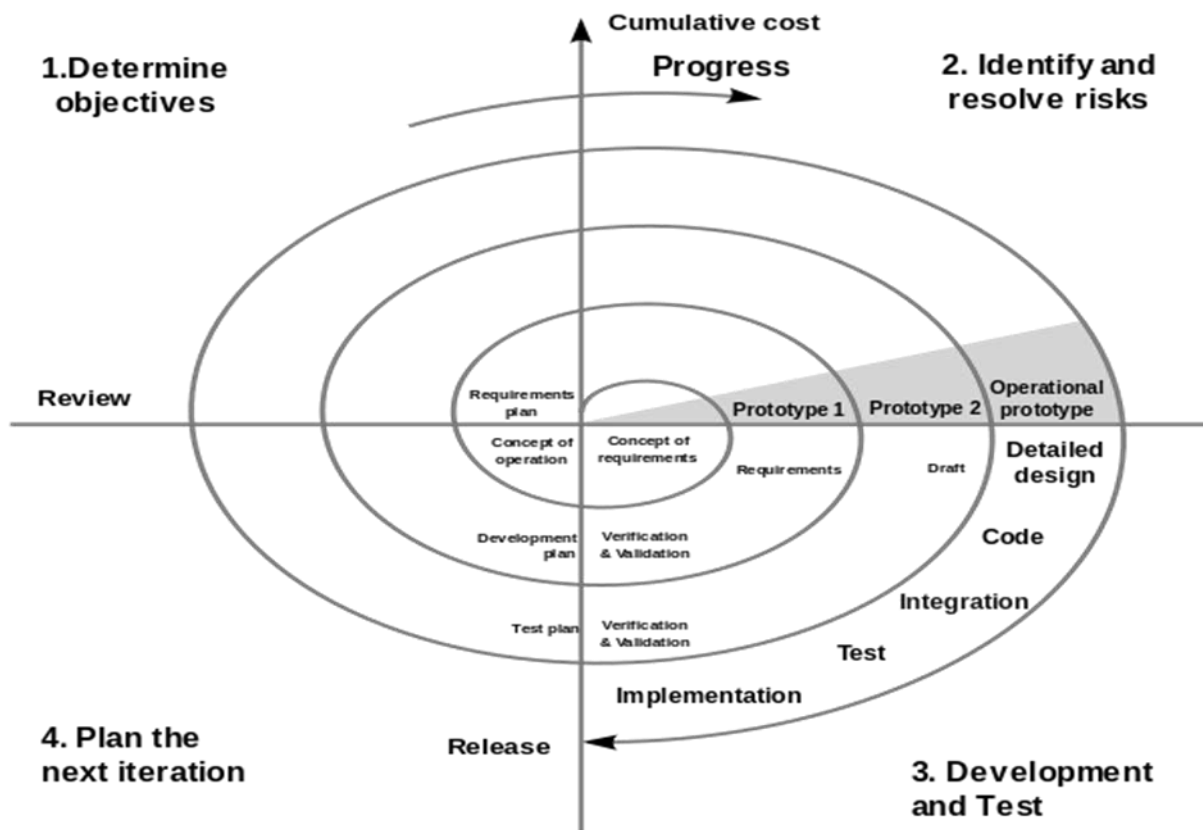 Cumulative cost
1.Determine
objectives
Progress
2. Identify and
resolve risks
Review
Requirements
plan
Prototype 1
Prototype 2
Operational
prototype
Concept of
operation
Concept of
requirements
Requirements
Draft
Detailed
design
Development
plan
Verification
& Validation
Code
Integration
Test plan
Verification
& Validation
Test
Implementation
Release
4. Plan the
next iteration
3. Development
and Test